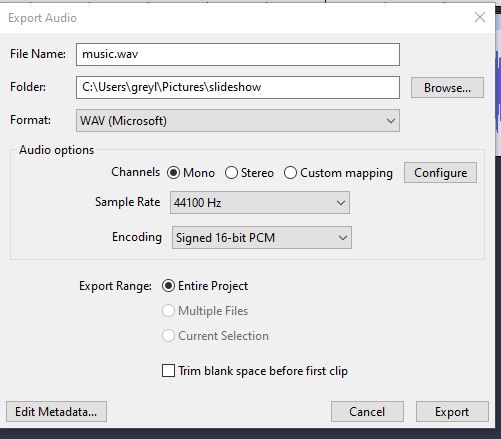 Export Audio
File Name: music.wav
Folder: C:\Users\greyl\Pictures\slideshow Browse...
Format: WAV (Microsoft)
Audio options
Channels Mono Stereo Custom mapping Configure
Sample Rate 44100 Hz
Encoding Signed 16-bit PCM
Export Range: Entire Project
Multiple Files
Current Selection
Trim blank space before first clip
Edit Metadata... Cancel Export